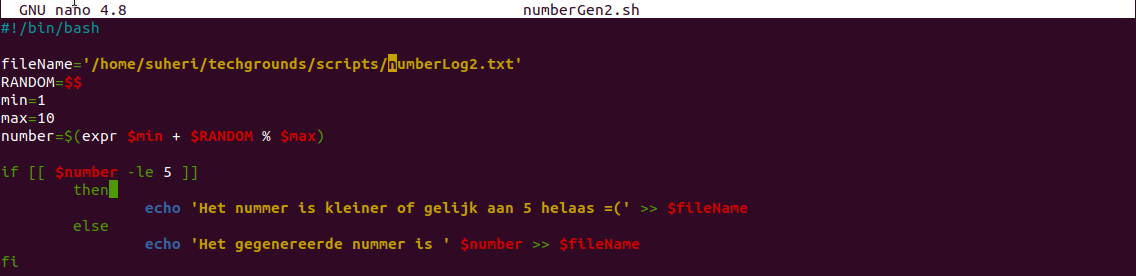 GNU nano 4.8 numberGen2.sh
#!/bin/bash
fileName='/home/suheri/techgrounds/scripts/numberLog2.txt'
RANDOM=$$
min=1
max=10
number=$(expr $min + $RANDOM % $max)
if [[ $number -le 5 ]]
then
echo 'Het nummer is kleiner of gelijk aan 5 helaas =(' >> $fileName
else
echo 'Het gegenereerde nummer is ' $number >> $fileName
fi